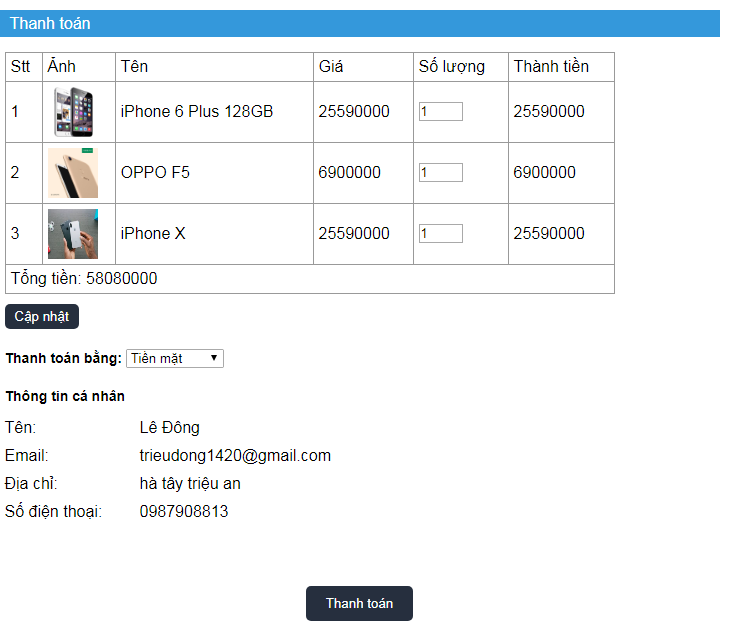 Thanh toán
Stt Ảnh Tên Giá Số lượng Thành tiền
1 iPhone 6 Plus 128GB 25590000 1 25590000
2 OPPO F5 6900000 1 6900000
3 iPhone X 25590000 1 25590000
Tổng tiền: 58080000
Cập nhật
Thanh toán bằng: Tiền mặt
Thông tin cá nhân
Tên: Lê Đông
Email: trieudong1420@gmail.com
Địa chỉ: hà tây triệu an
Số điện thoại: 0987908813
Thanh toán